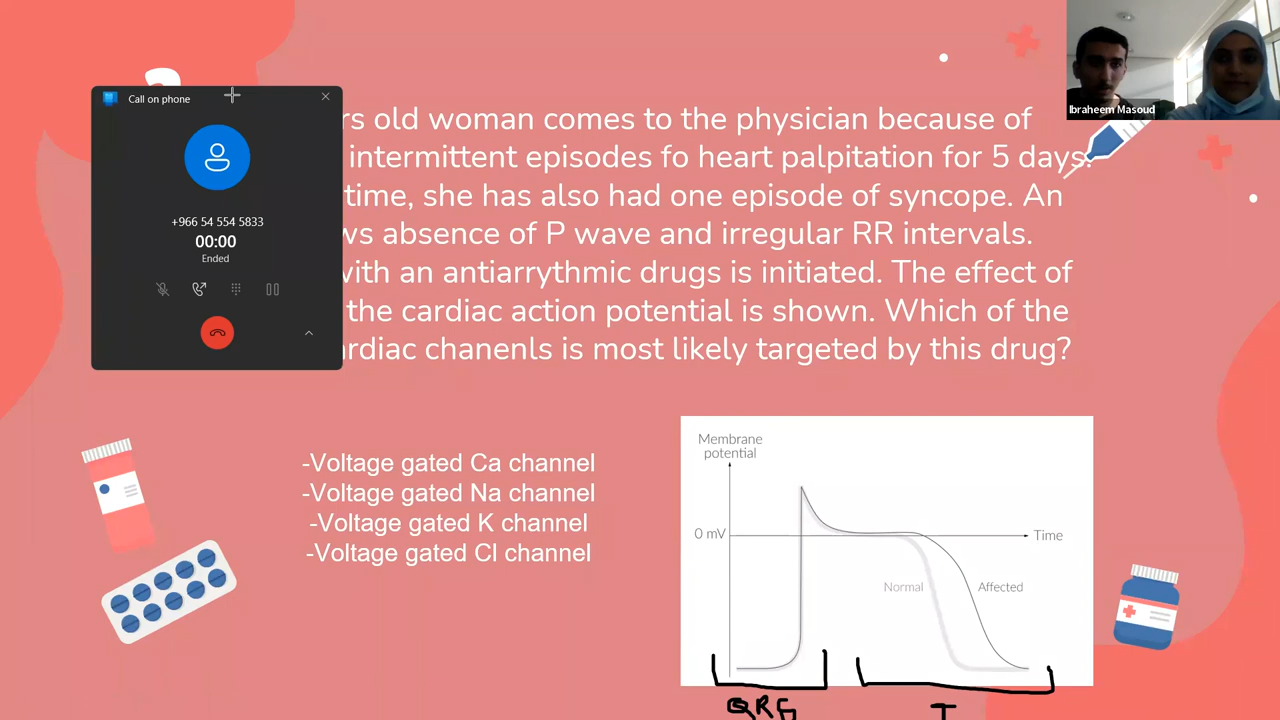 Call on phone
+966 54 554 5833
00:00
Ended
Ibraheem Masoud
old woman comes to the physician because of
intermittent episodes fo heart palpitation for 5 days.
time, she has also had one episode of syncope. An
absence of P wave and irregular RR intervals.
with an antiarrythmic drugs is initiated. The effect of
the cardiac action potential is shown. Which of the
chanenls is most likely targeted by this drug?
-Voltage gated Ca channel
-Voltage gated Na channel
-Voltage gated K channel
-Voltage gated Cl channel
Membrane
potential
0 mV
Time
Normal
Affected
QRS
T